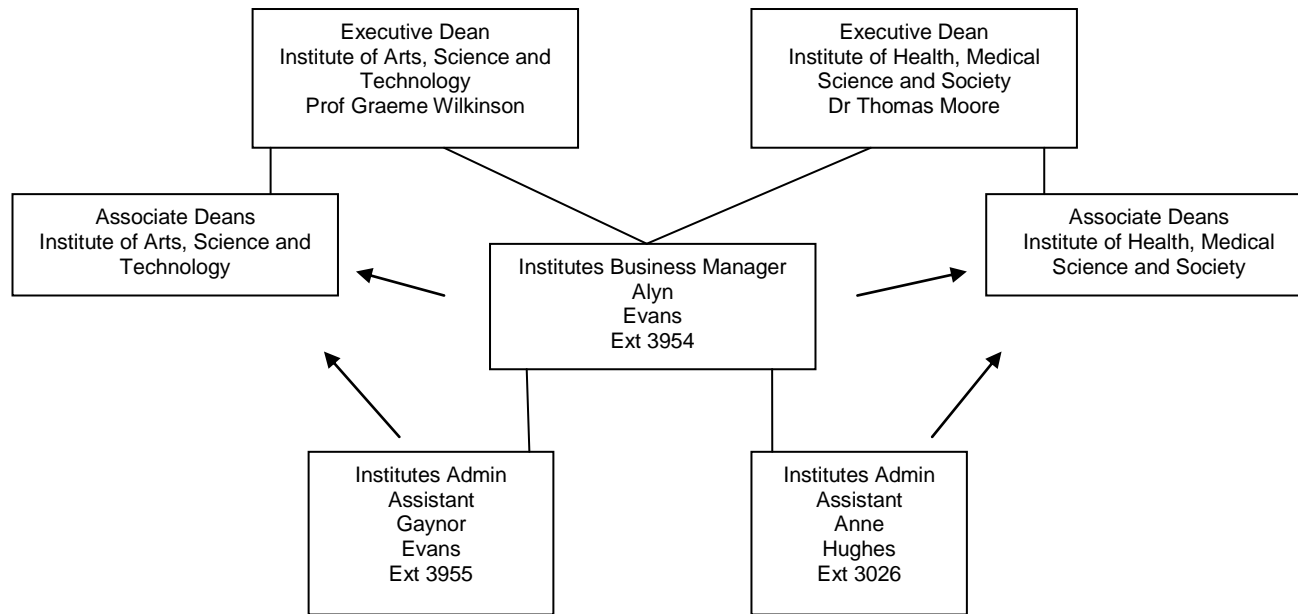 Executive Dean
Institute of Arts, Science and
Technology
Prof Graeme Wilkinson
Executive Dean
Institute of Health, Medical
Science and Society
Dr Thomas Moore
Associate Deans
Institute of Arts, Science and
Technology
Institutes Business Manager
Alyn
Evans
Ext 3954
Associate Deans
Institute of Health, Medical
Science and Society
Institutes Admin
Assistant
Gaynor
Evans
Ext 3955
Institutes Admin
Assistant
Anne
Hughes
Ext 3026